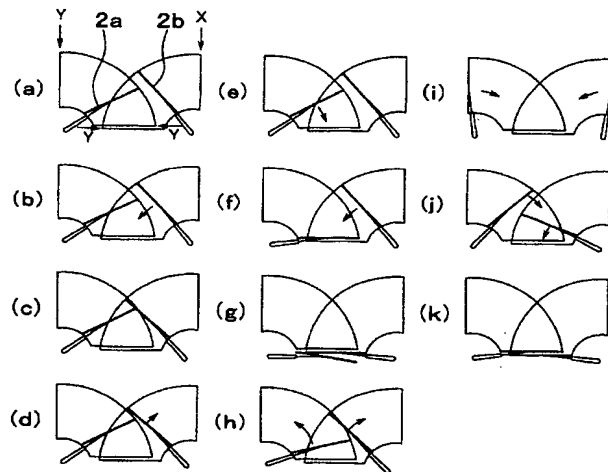 Y 2a 2b X
(a) (e) (i)
Y Y
(b) (f) (j)
(c) (g) (k)
(d) (h)